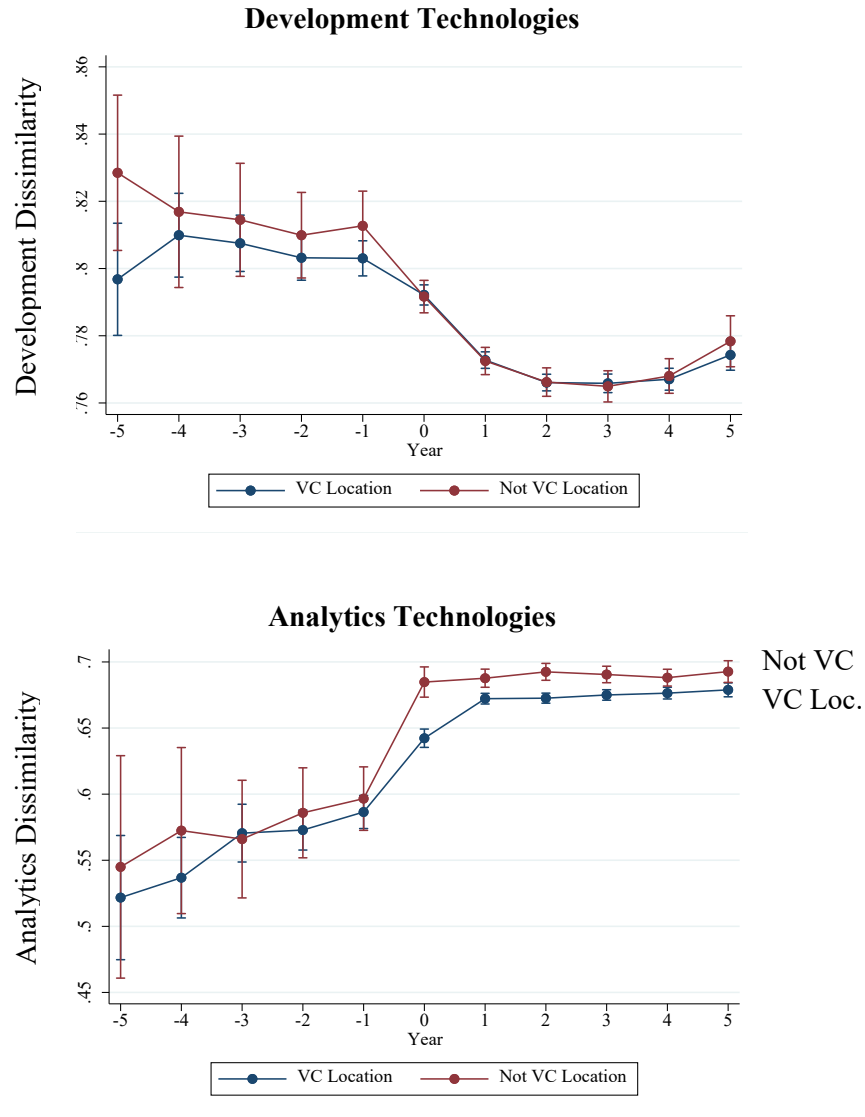 Development Technologies
Development Dissimilarity
.86
.84
.82
.8
.78
.76
-5 -4 -3 -2 -1 0 1 2 3 4 5
Year
VC Location Not VC Location
Analytics Technologies
Analytics Dissimilarity
.7
.65
.6
.55
.5
.45
Not VC
VC Loc.
-5 -4 -3 -2 -1 0 1 2 3 4 5
Year
VC Location Not VC Location